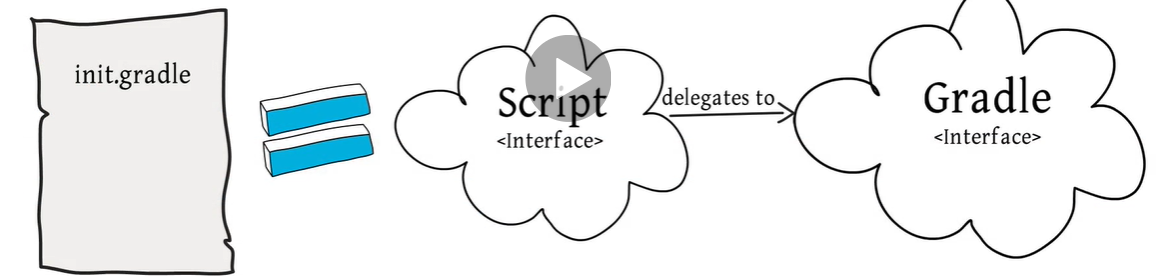 init.gradle
Script
<Interface>
delegates to
Gradle
<Interface>